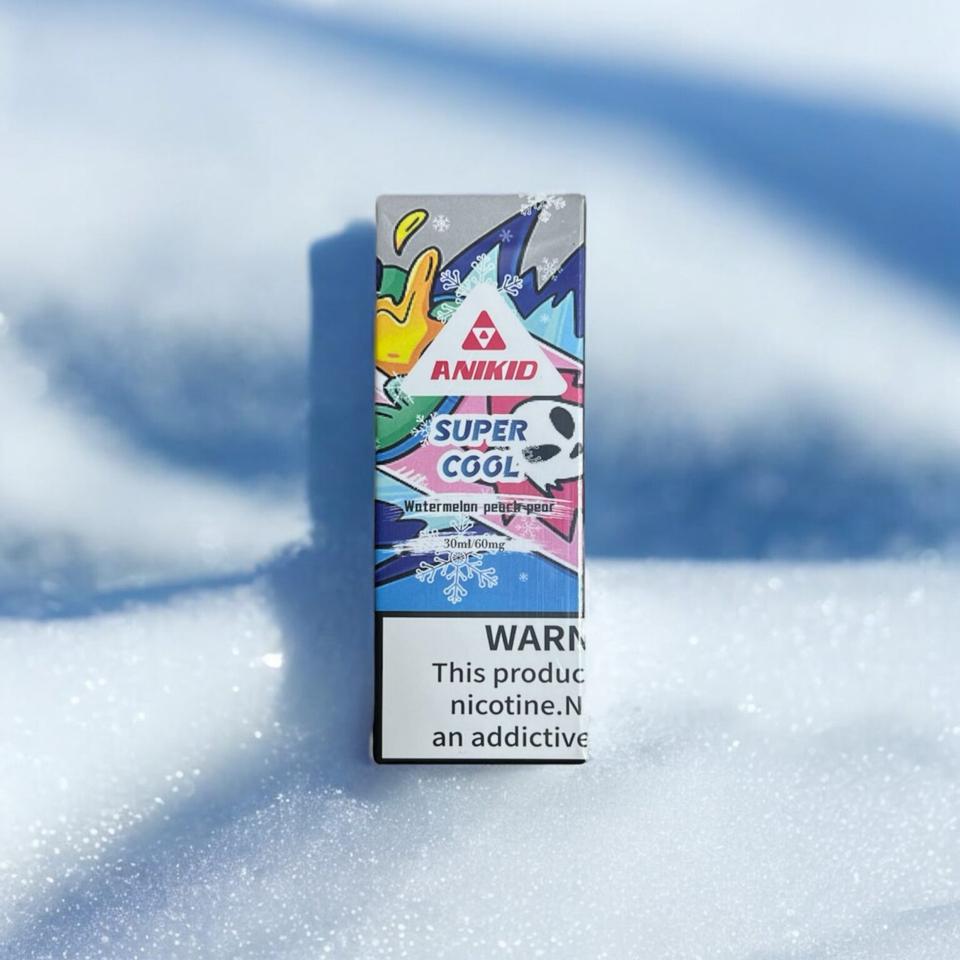 ANIKID
SUPER
COOL
Watermelon peach pear
30ml/60mg
WARN
This produc
nicotine.N
an addictive